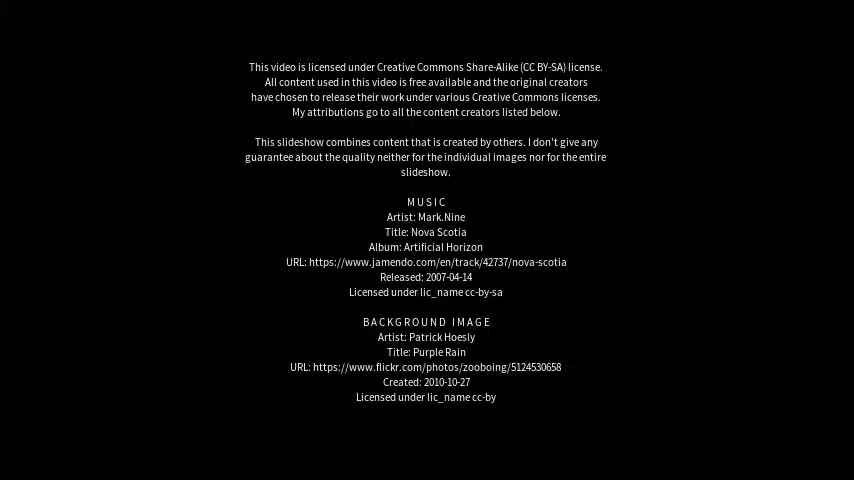 This video is licensed under Creative Commons Share-Alike (CC BY-SA) license.
All content used in this video is free available and the original creators
have chosen to release their work under various Creative Commons licenses.
My attributions go to all the content creators listed below.
This slideshow combines content that is created by others. I don't give any
guarantee about the quality neither for the individual images nor for the entire
slideshow.
MUSIC
Artist: Mark.Nine
Title: Nova Scotia
Album: Artificial Horizon
URL: https://www.jamendo.com/en/track/42737/nova-scotia
Released: 2007-04-14
Licensed under lic_name cc-by-sa
BACKGROUND IMAGE
Artist: Patrick Hoesly
Title: Purple Rain
URL: https://www.flickr.com/photos/zooboing/5124530658
Created: 2010-10-27
Licensed under lic_name cc-by